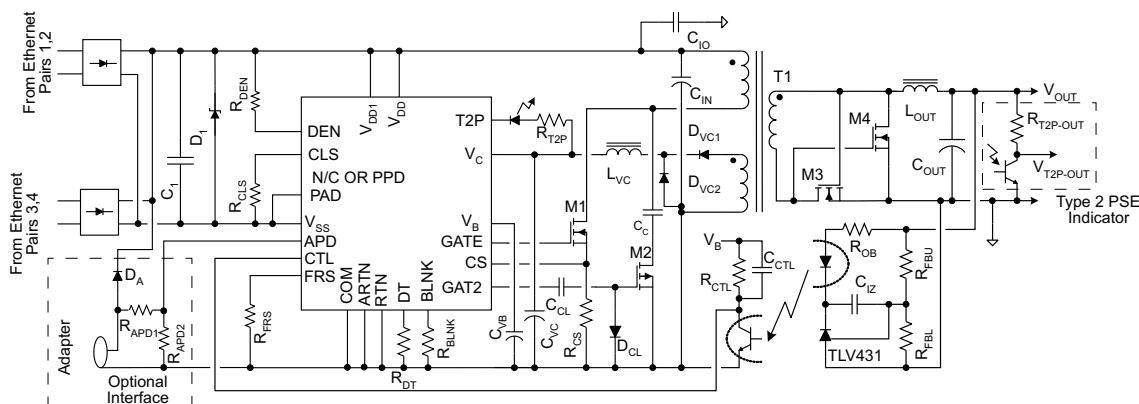 From Ethernet
Pairs 1,2
From Ethernet
Pairs 3,4
C1
D1
RDEN
RCLS
DEN
CLS
N/C OR PPD
PAD
VSS
APD
CTL
FRS
VDD1
VDD
T2P
VC
VB
GATE
CS
GAT2
COM
ARTN
RTN
DT
BLNK
CIO
CIN
T1
RT2P
LVC
DVC1
DVC2
M1
CC
M2
CCL
DCL
RCS
CVC
CVB
RFRS
RDT
RBLNK
M3
M4
LOUT
COUT
VOUT
RT2P-OUT
VT2P-OUT
Type 2 PSE
Indicator
VB
CCTL
RCTL
ROB
CIZ
RFBU
RFBL
TLV431
DA
RAPD1
RAPD2
Adapter
Optional
Interface